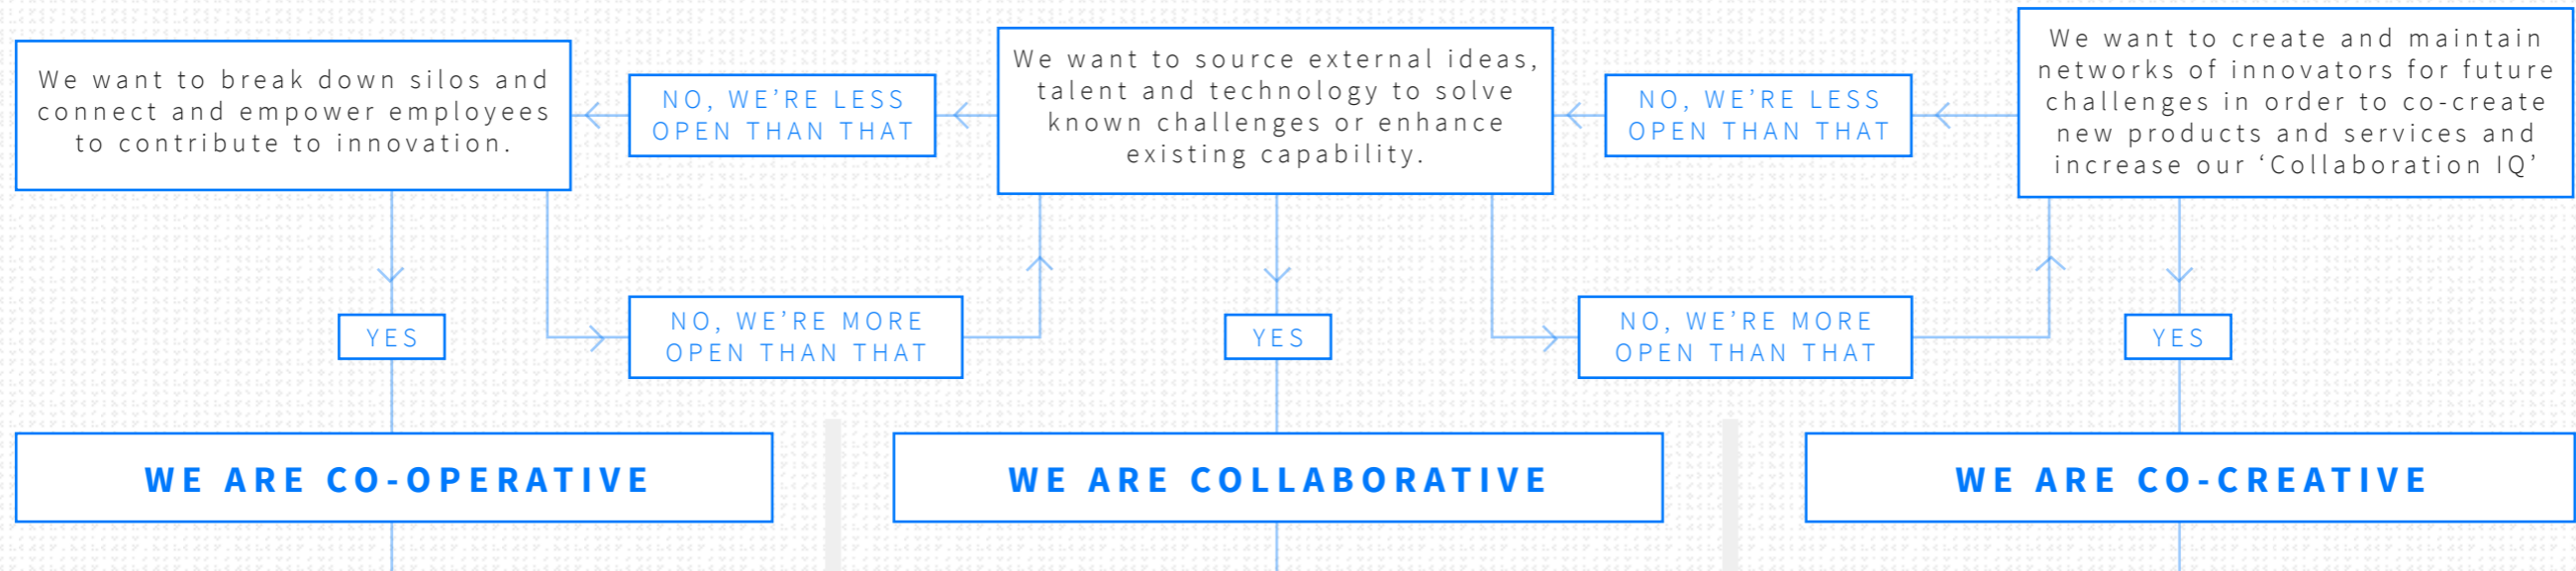 We want to break down silos and
connect and empower employees
to contribute to innovation.
NO, WE’RE LESS
OPEN THAN THAT
We want to source external ideas,
talent and technology to solve
known challenges or enhance
existing capability.
NO, WE’RE LESS
OPEN THAN THAT
We want to create and maintain
networks of innovators for future
challenges in order to co-create
new products and services and
increase our ‘Collaboration IQ’
YES
NO, WE’RE MORE
OPEN THAN THAT
YES
NO, WE’RE MORE
OPEN THAN THAT
YES
WE ARE CO-OPERATIVE
WE ARE COLLABORATIVE
WE ARE CO-CREATIVE